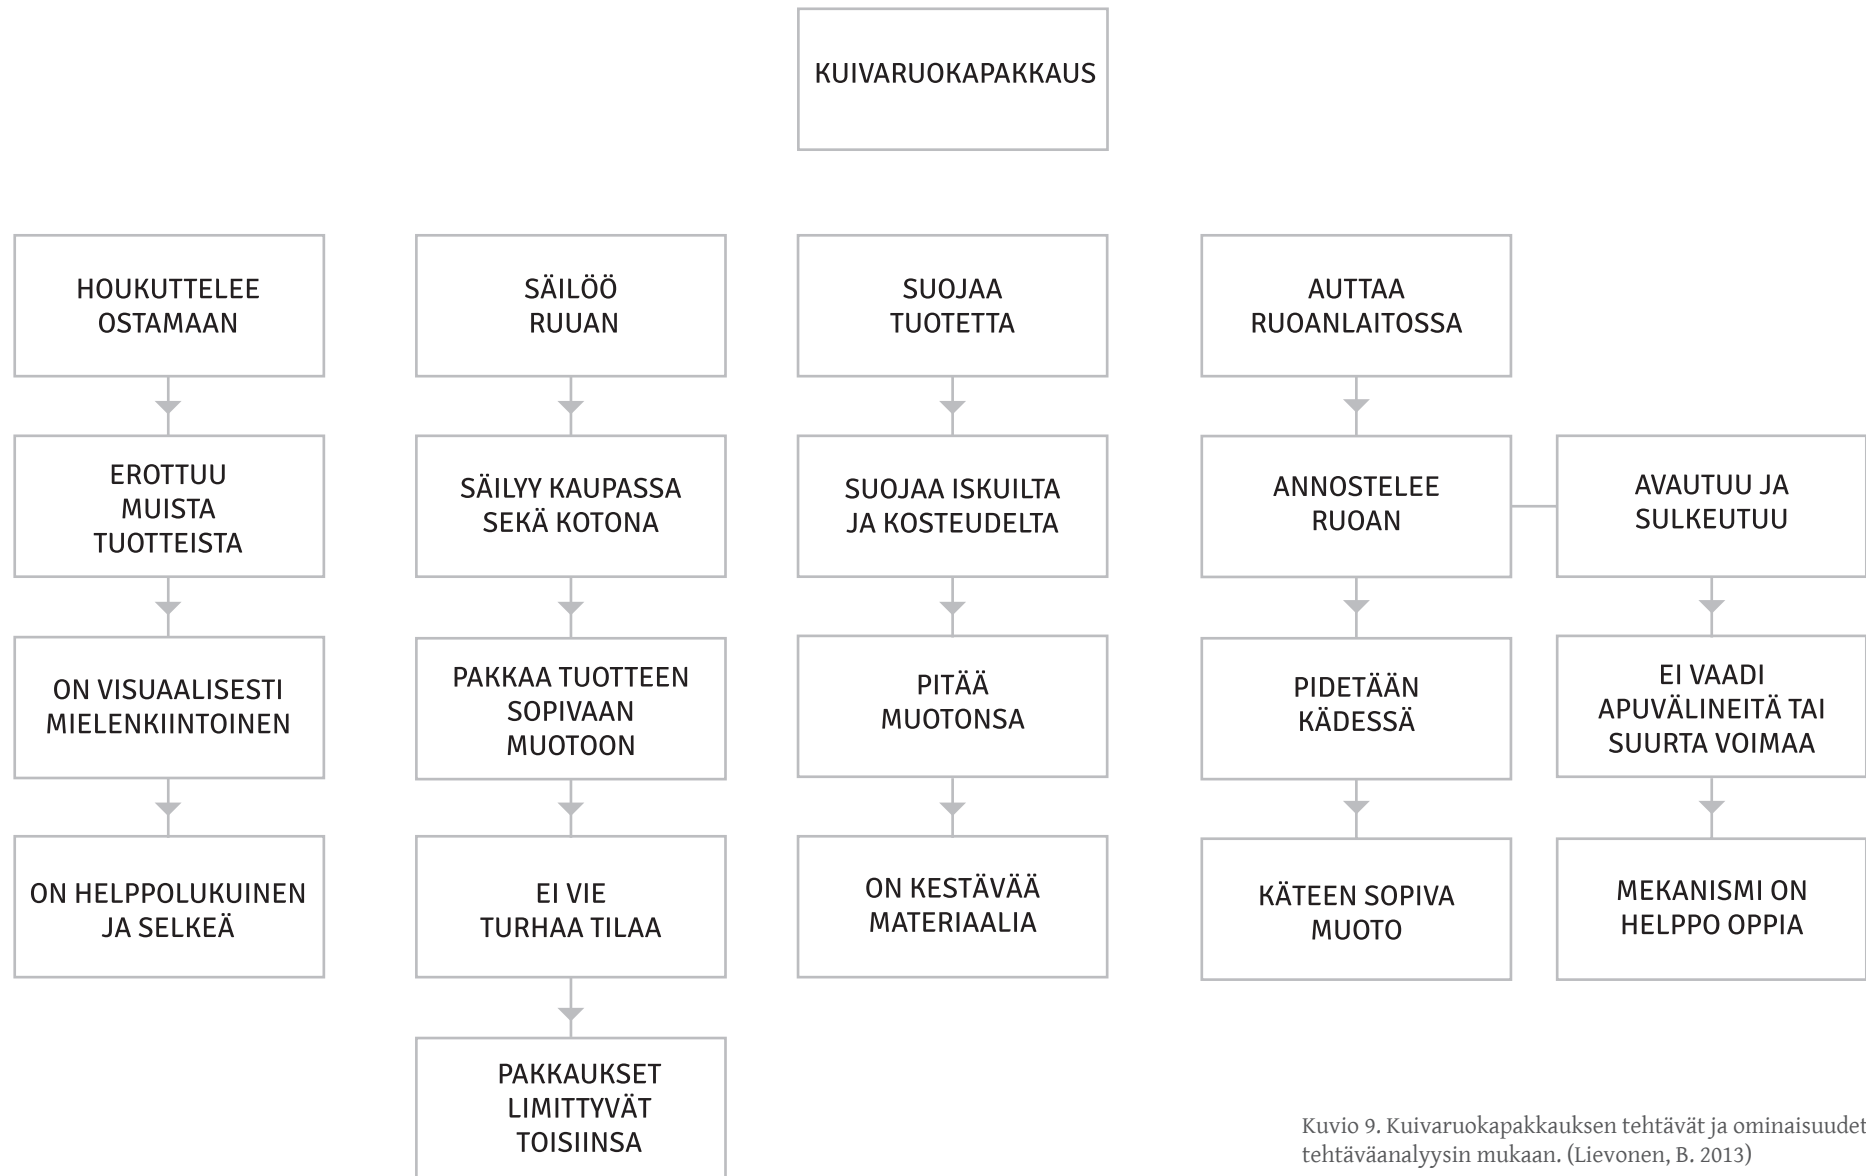 KUIVARUOKAPAKKAUS
HOUKUTTELEE
OSTAMAAN
SÄILÖÖ
RUUAN
SUOJAA
TUOTETTA
AUTTAA
RUOANLAITOSSA
EROTTUU
MUISTA
TUOTTEISTA
SÄILYY KAUPASSA
SEKÄ KOTONA
SUOJAA ISKUILTA
JA KOSTEUDELTA
ANNOSTELEE
RUOAN
AVAUTUU JA
SULKEUTUU
ON VISUAALISESTI
MIELENKIINTOINEN
PAKKAA TUOTTEEN
SOPIVAAN
MUOTOON
PITÄÄ
MUOTONSA
PIDETÄÄN
KÄDESSÄ
EI VAADI
APUVÄLINEITÄ TAI
SUURTA VOIMAA
ON HELPPOLUKUINEN
JA SELKEÄ
EI VIE
TURHAA TILAA
ON KESTÄVÄÄ
MATERIAALIA
KÄTEEN SOPIVA
MUOTO
MEKANISMI ON
HELPPO OPPIA
PAKKAUKSET
LIMITTYVÄT
TOISIINSA
Kuvio 9. Kuivaruokapakkauksen tehtävät ja ominaisuudet
tehtäväanalyysin mukaan. (Lievonen, B. 2013)